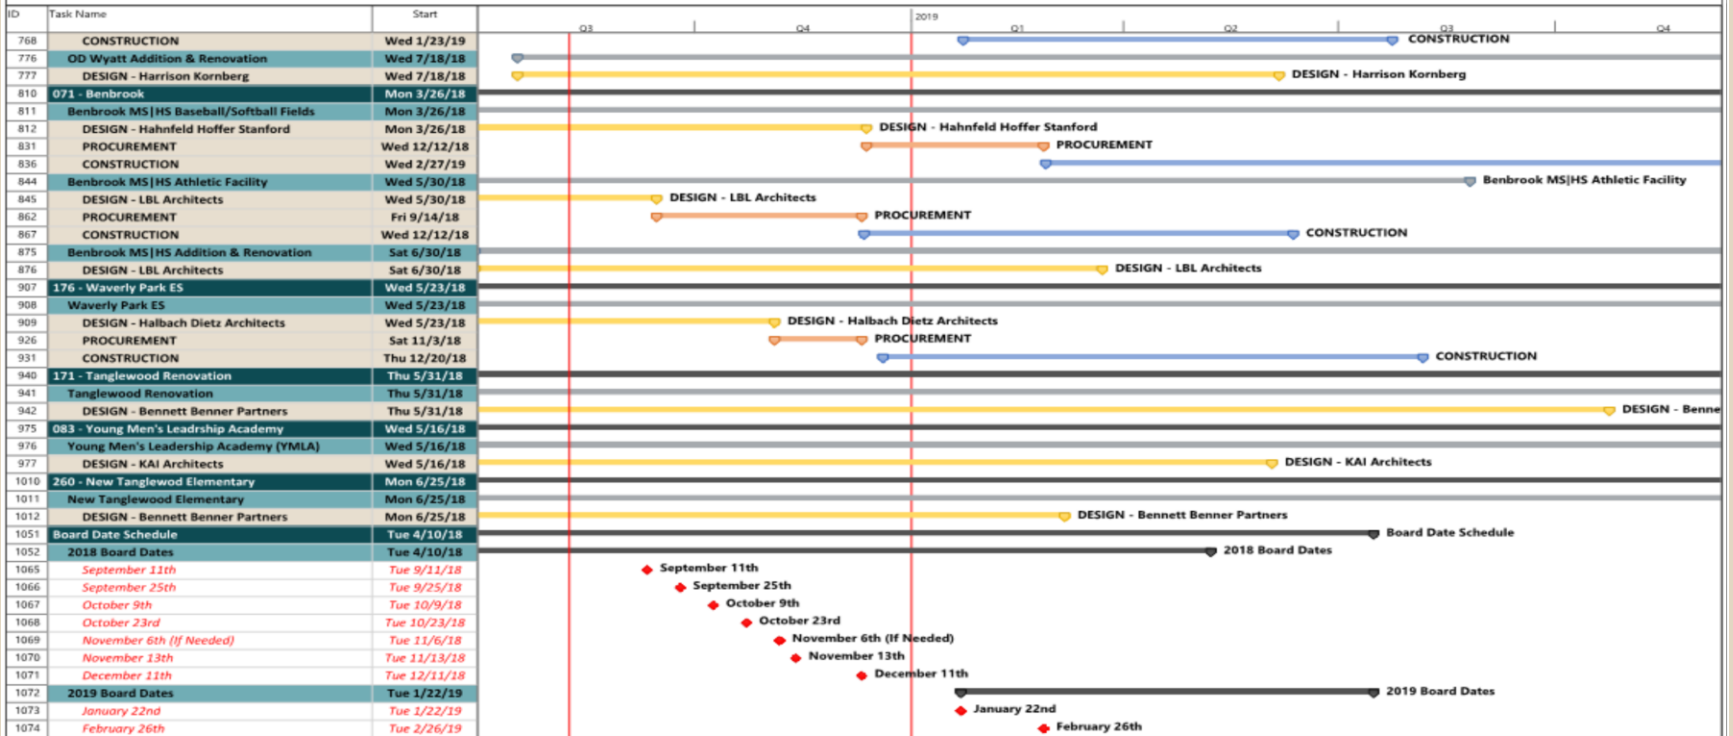 ID Task Name Start 2019
Q3 Q4 Q1 Q2 Q3 Q4
768 CONSTRUCTION Wed 1/23/19 CONSTRUCTION
776 OD Wyatt Addition & Renovation Wed 7/18/18
777 DESIGN - Harrison Kornberg Wed 7/18/18 DESIGN - Harrison Kornberg
810 071 - Benbrook Mon 3/26/18
811 Benbrook MS|HS Baseball/Softball Fields Mon 3/26/18
812 DESIGN - Hahnfeld Hoffer Stanford Mon 3/26/18 DESIGN - Hahnfeld Hoffer Stanford
831 PROCUREMENT Wed 12/12/18 PROCUREMENT
836 CONSTRUCTION Wed 2/27/19
844 Benbrook MS|HS Athletic Facility Wed 5/30/18 Benbrook MS|HS Athletic Facility
845 DESIGN - LBL Architects Wed 5/30/18 DESIGN - LBL Architects
862 PROCUREMENT Fri 9/14/18 PROCUREMENT
867 CONSTRUCTION Wed 12/12/18 CONSTRUCTION
875 Benbrook MS|HS Addition & Renovation Sat 6/30/18
876 DESIGN - LBL Architects Sat 6/30/18 DESIGN - LBL Architects
907 176 - Waverly Park ES Wed 5/23/18
908 Waverly Park ES Wed 5/23/18
909 DESIGN - Halbach Dietz Architects Wed 5/23/18 DESIGN - Halbach Dietz Architects
926 PROCUREMENT Sat 11/3/18 PROCUREMENT
931 CONSTRUCTION Thu 12/20/18 CONSTRUCTION
940 171 - Tanglewood Renovation Thu 5/31/18
941 Tanglewood Renovation Thu 5/31/18
942 DESIGN - Bennett Benner Partners Thu 5/31/18 DESIGN - Benne
975 083 - Young Men's Leadrship Academy Wed 5/16/18
976 Young Men's Leadership Academy (YMLA) Wed 5/16/18
977 DESIGN - KAI Architects Wed 5/16/18 DESIGN - KAI Architects
1010 260 - New Tanglewod Elementary Mon 6/25/18
1011 New Tanglewood Elementary Mon 6/25/18
1012 DESIGN - Bennett Benner Partners Mon 6/25/18 DESIGN - Bennett Benner Partners
1051 Board Date Schedule Tue 4/10/18 Board Date Schedule
1052 2018 Board Dates Tue 4/10/18 2018 Board Dates
1065 September 11th Tue 9/11/18 September 11th
1066 September 25th Tue 9/25/18 September 25th
1067 October 9th Tue 10/9/18 October 9th
1068 October 23rd Tue 10/23/18 October 23rd
1069 November 6th (If Needed) Tue 11/6/18 November 6th (If Needed)
1070 November 13th Tue 11/13/18 November 13th
1071 December 11th Tue 12/11/18 December 11th
1072 2019 Board Dates Tue 1/22/19 2019 Board Dates
1073 January 22nd Tue 1/22/19 January 22nd
1074 February 26th Tue 2/26/19 February 26th